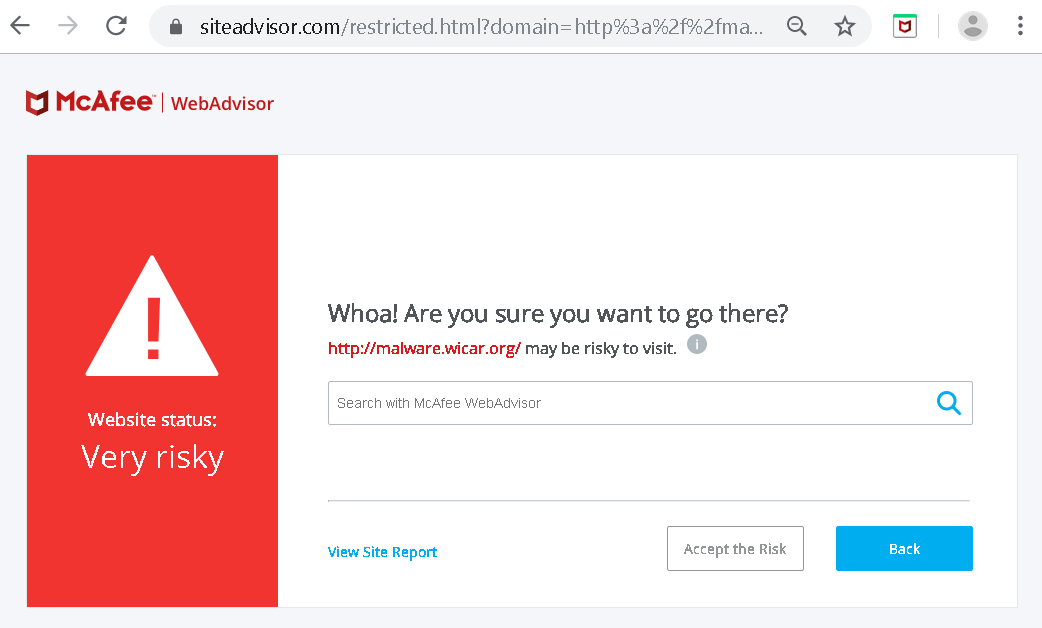 siteadvisor.com/restricted.html?domain=http%3a%2f%2fma...
McAfee™ | WebAdvisor
Whoa! Are you sure you want to go there?
http://malware.wicar.org/ may be risky to visit. i
Search with McAfee WebAdvisor
!
Website status:
Very risky
View Site Report
Accept the Risk
Back